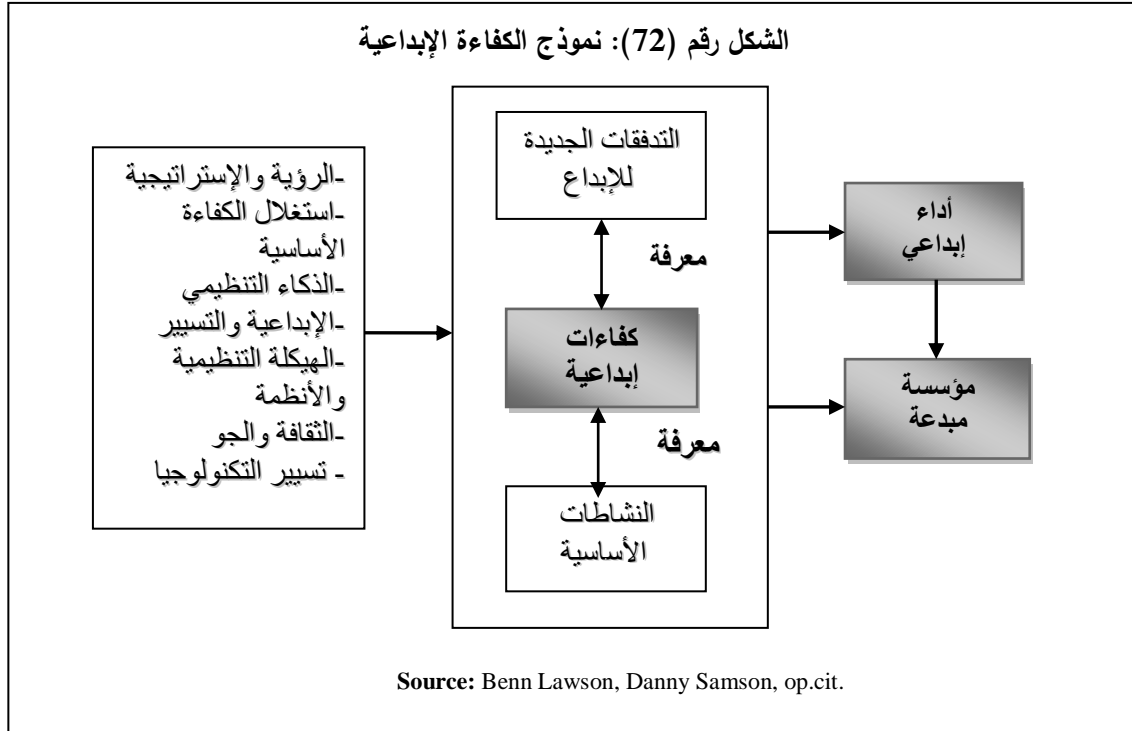 الشكل رقم (72): نموذج الكفاءة الإبداعية
-الرؤية والإستراتيجية
-استغلال الكفاءة
الأساسية
-الذكاء التنظيمي
-الإبداعية والتسيير
-الهيكلة التنظيمية
والأنظمة
-الثقافة والجو
- تسيير التكنولوجيا
التدفقات الجديدة
للإبداع
معرفة
كفاءات
إبداعية
معرفة
النشاطات
الأساسية
أداء
إبداعي
مؤسسة
مبدعة
Source: Benn Lawson, Danny Samson, op.cit.